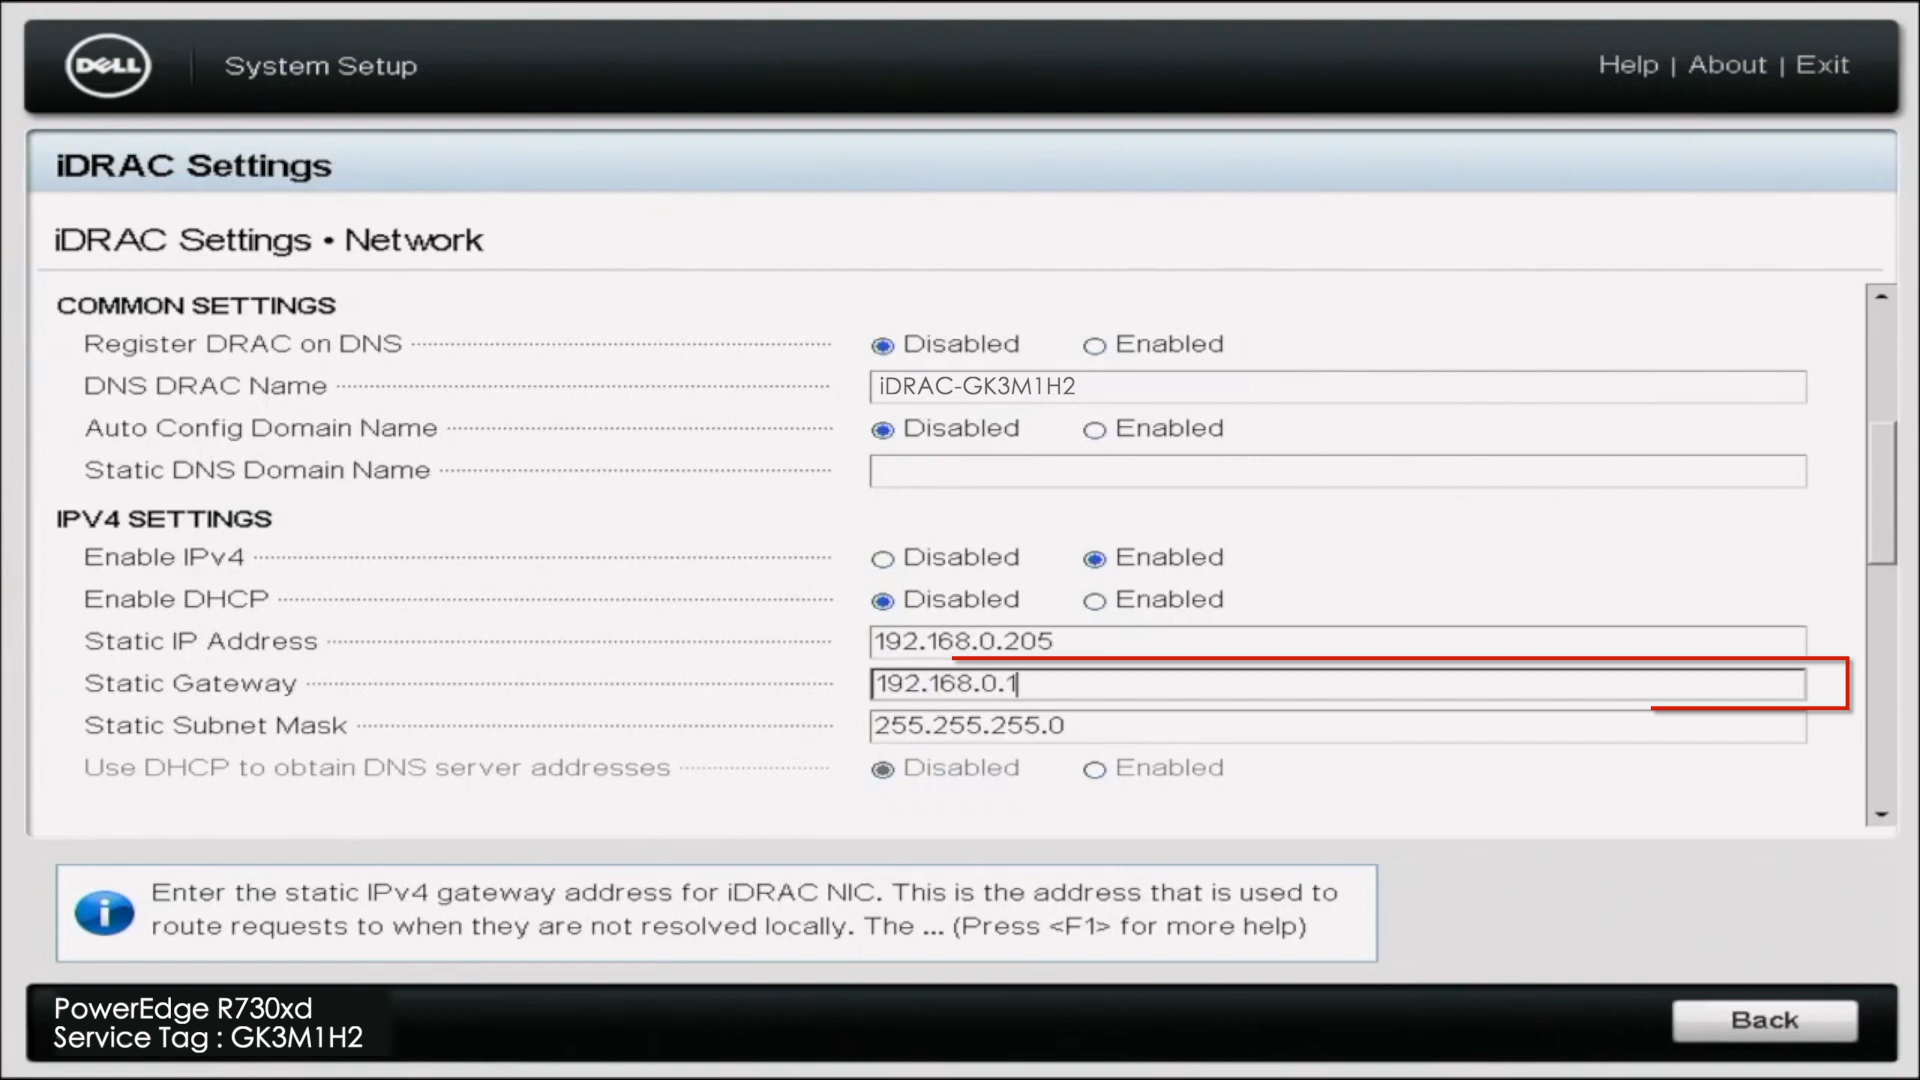 DELL
System Setup
Help | About | Exit
iDRAC Settings
iDRAC Settings • Network
COMMON SETTINGS
Register DRAC on DNS Disabled Enabled
DNS DRAC Name iDRAC-GK3M1H2
Auto Config Domain Name Disabled Enabled
Static DNS Domain Name
IPV4 SETTINGS
Enable IPv4 Disabled Enabled
Enable DHCP Disabled Enabled
Static IP Address 192.168.0.205
Static Gateway 192.168.0.1
Static Subnet Mask 255.255.255.0
Use DHCP to obtain DNS server addresses Disabled Enabled
Enter the static IPv4 gateway address for iDRAC NIC. This is the address that is used to
route requests to when they are not resolved locally. The ... (Press <F1> for more help)
PowerEdge R730xd
Service Tag : GK3M1H2
Back